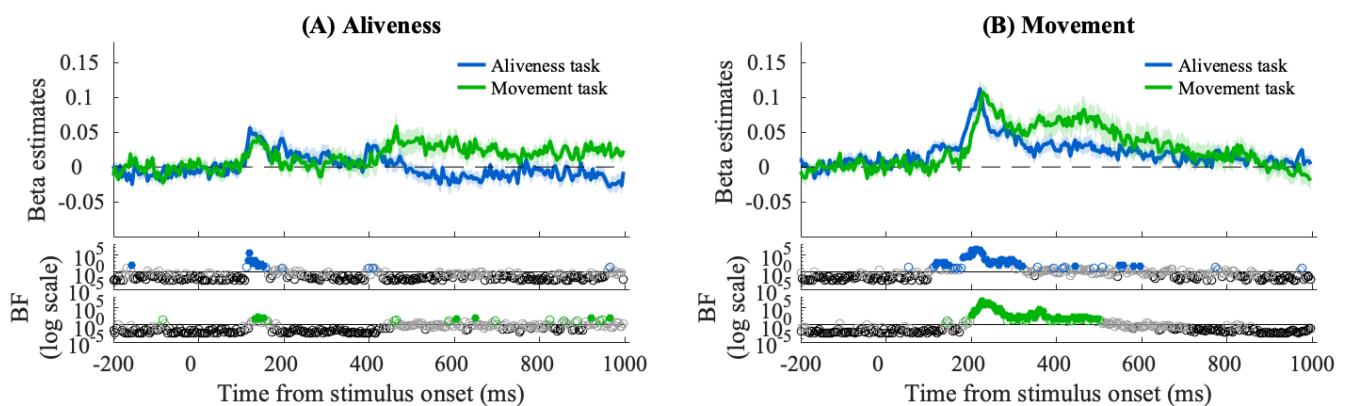 (A) Aliveness
Aliveness task
Movement task
Beta estimates
0.15
0.1
0.05
0
-0.05
BF
(log scale)
10^5
10^0
10^-5
10^5
10^0
10^-5
-200 0 200 400 600 800 1000
Time from stimulus onset (ms)
(B) Movement
Aliveness task
Movement task
Beta estimates
0.15
0.1
0.05
0
-0.05
BF
(log scale)
10^5
10^0
10^-5
10^5
10^0
10^-5
-200 0 200 400 600 800 1000
Time from stimulus onset (ms)